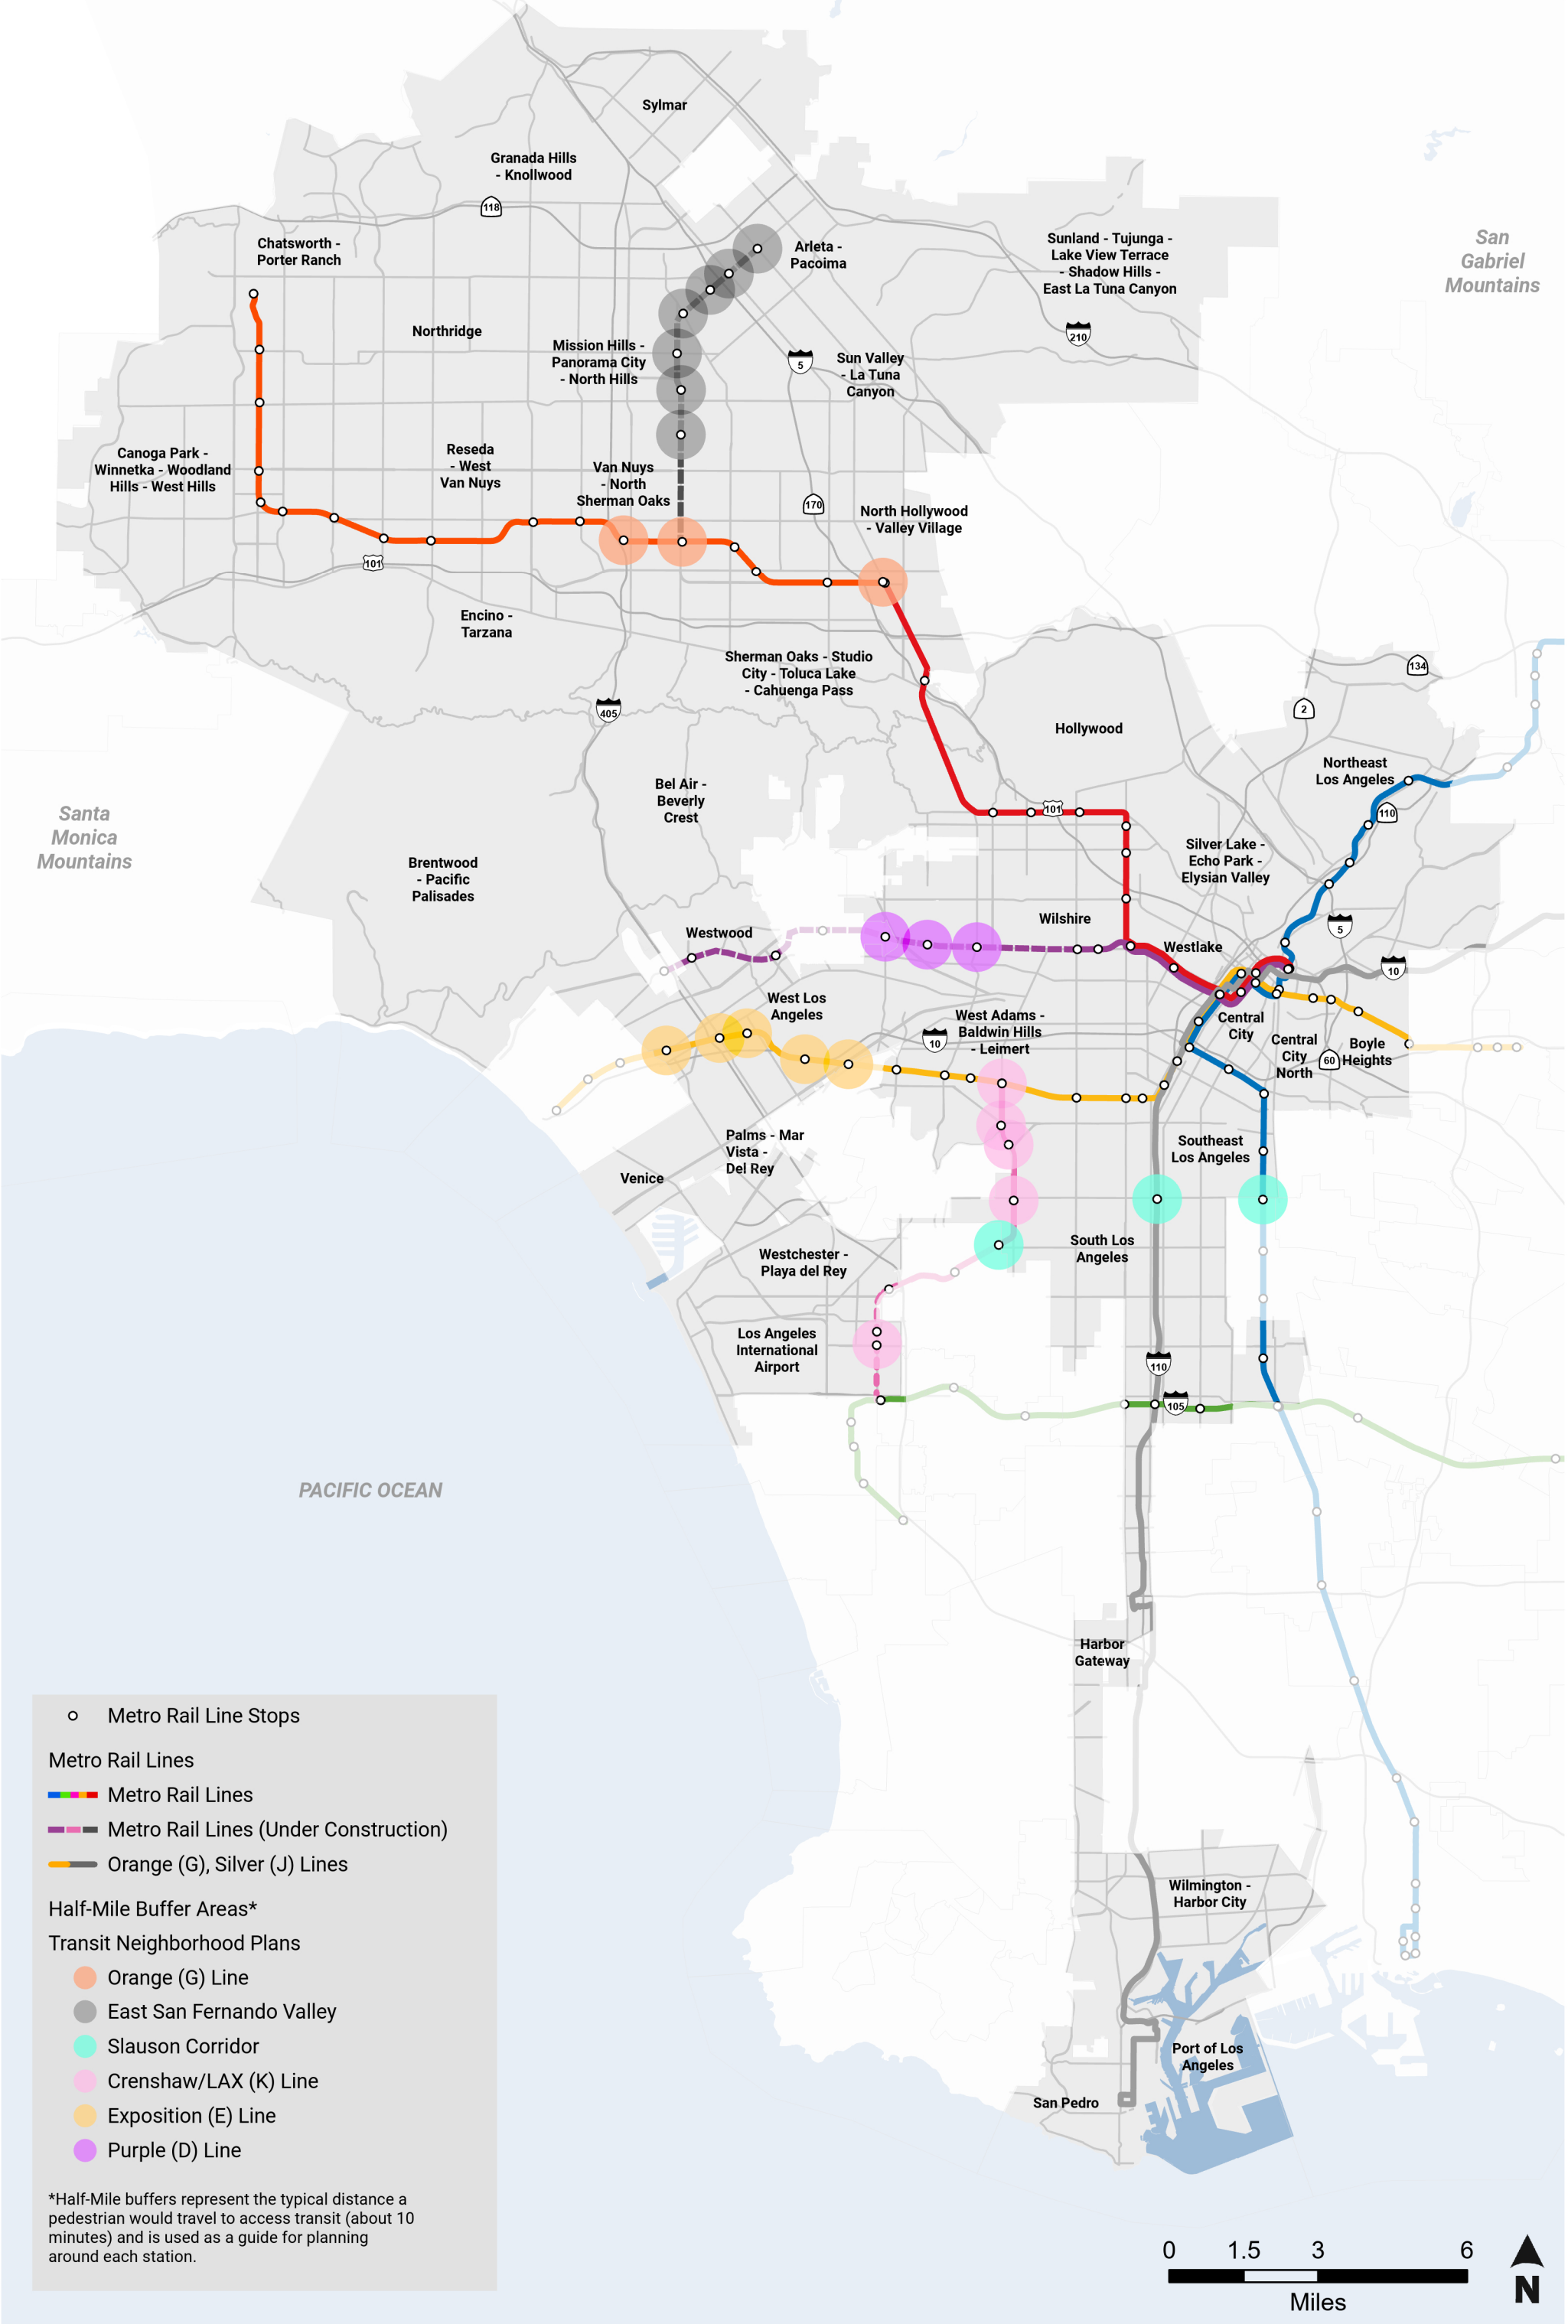 Sylmar
Granada Hills
- Knollwood
118
Chatsworth -
Porter Ranch
Arleta -
Pacoima
Sunland - Tujunga -
Lake View Terrace
- Shadow Hills -
East La Tuna Canyon
San
Gabriel
Mountains
Northridge
210
Mission Hills -
Panorama City
- North Hills
5
Sun Valley
- La Tuna
Canyon
Canoga Park -
Winnetka - Woodland
Hills - West Hills
Reseda
- West
Van Nuys
Van Nuys
- North
Sherman Oaks
170
North Hollywood
- Valley Village
101
Encino -
Tarzana
Sherman Oaks - Studio
City - Toluca Lake
- Cahuenga Pass
134
405
2
Hollywood
Northeast
Los Angeles
Bel Air -
Beverly
Crest
101
110
Santa
Monica
Mountains
Brentwood
- Pacific
Palisades
Silver Lake -
Echo Park -
Elysian Valley
Wilshire
5
Westwood
Westlake
10
West Los
Angeles
West Adams -
Baldwin Hills
- Leimert
10
Central
City
Central
City
North
60
Boyle
Heights
Palms - Mar
Vista -
Del Rey
Southeast
Los Angeles
Venice
Westchester -
Playa del Rey
South Los
Angeles
Los Angeles
International
Airport
110
105
PACIFIC OCEAN
Harbor
Gateway
Wilmington -
Harbor City
Port of Los
Angeles
San Pedro
Metro Rail Line Stops
Metro Rail Lines
Metro Rail Lines
Metro Rail Lines (Under Construction)
Orange (G), Silver (J) Lines
Half-Mile Buffer Areas*
Transit Neighborhood Plans
Orange (G) Line
East San Fernando Valley
Slauson Corridor
Crenshaw/LAX (K) Line
Exposition (E) Line
Purple (D) Line
*Half-Mile buffers represent the typical distance a
pedestrian would travel to access transit (about 10
minutes) and is used as a guide for planning
around each station.
0 1.5 3 6
Miles
N